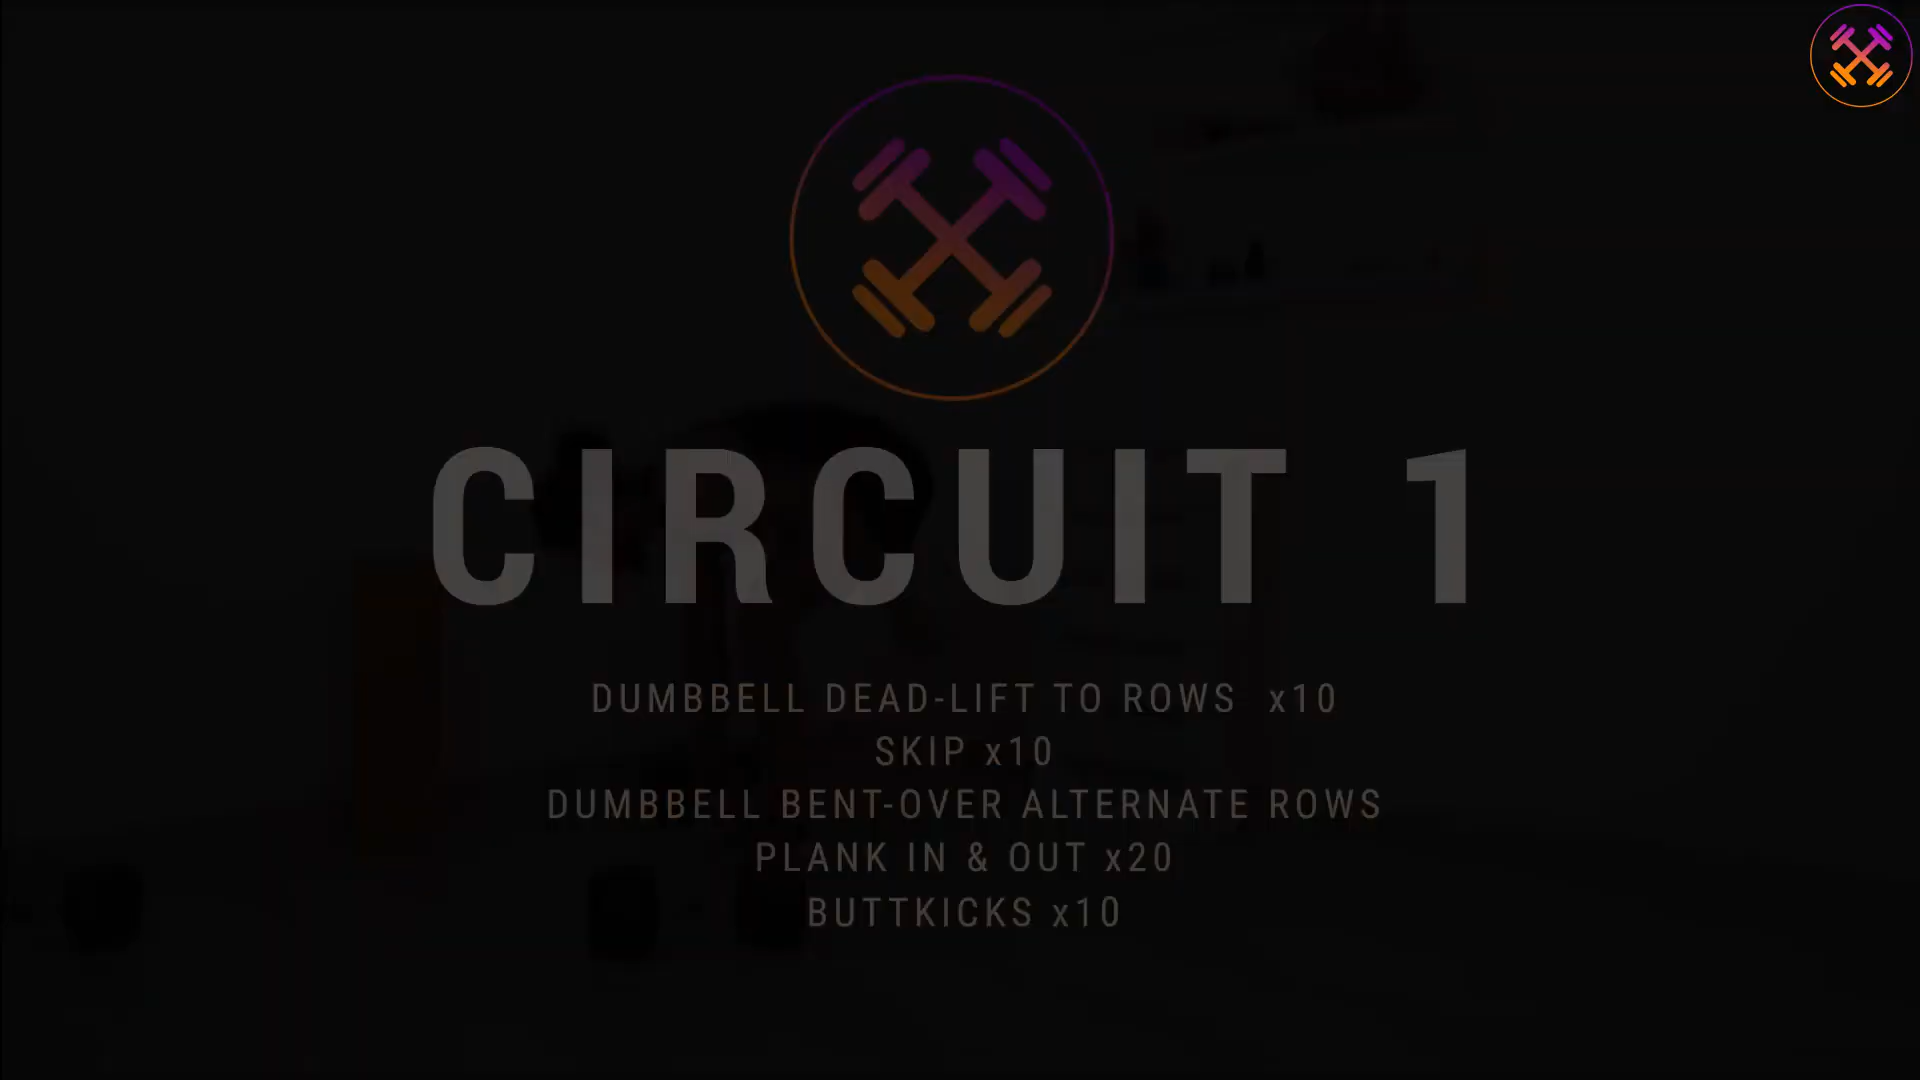 CIRCUIT 1
DUMBBELL DEAD-LIFT TO ROWS x10
SKIP x10
DUMBBELL BENT-OVER ALTERNATE ROWS
PLANK IN & OUT x20
BUTTKICKS x10